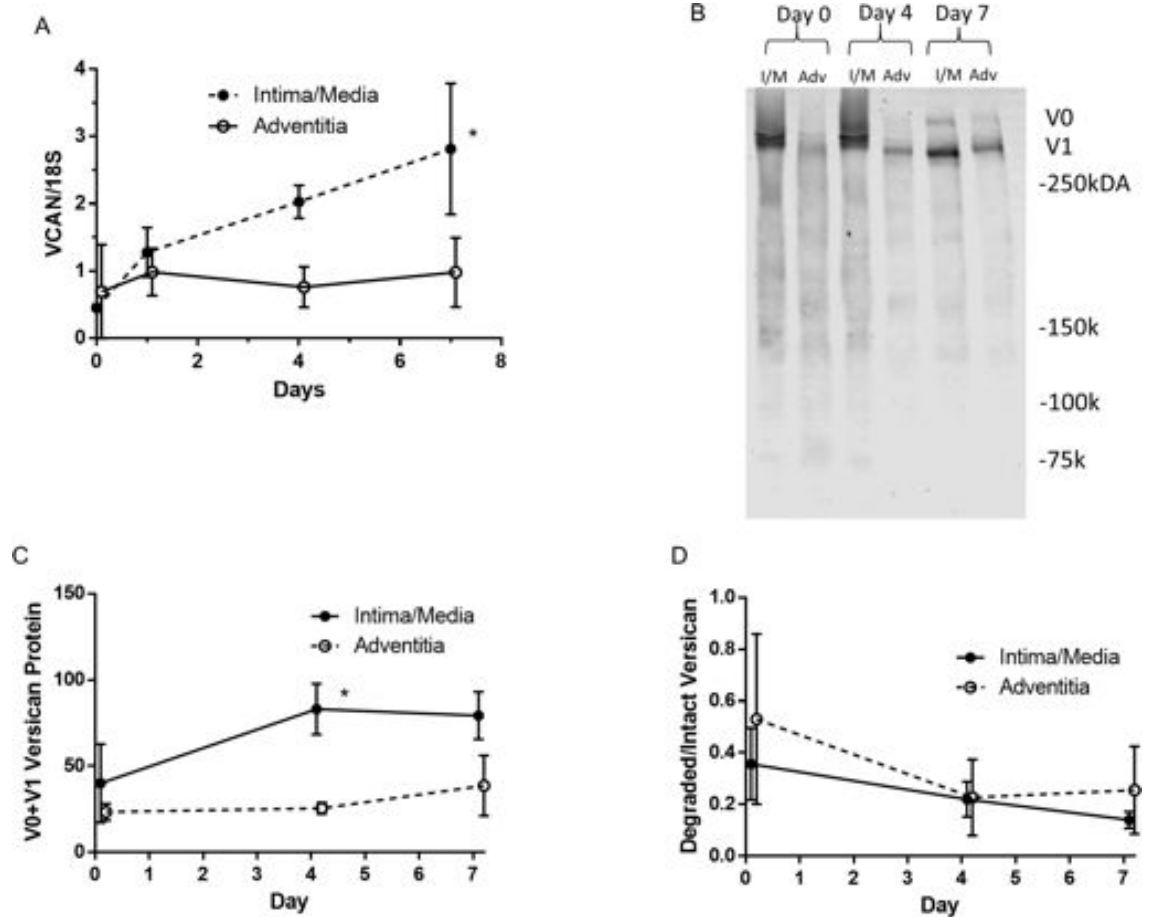 A
VCAN/18S
4
3
2
1
0
Intima/Media
Adventitia
*
0 2 4 6 8
Days
B
Day 0 Day 4 Day 7
I/M Adv I/M Adv I/M Adv
V0
V1
-250kDA
-150k
-100k
-75k
C
V0+V1 Versican Protein
150
100
50
0
Intima/Media
Adventitia
*
0 1 2 3 4 5 6 7
Day
D
Degraded/Intact Versican
1.0
0.8
0.6
0.4
0.2
0.0
Intima/Media
Adventitia
0 1 2 3 4 5 6 7
Day